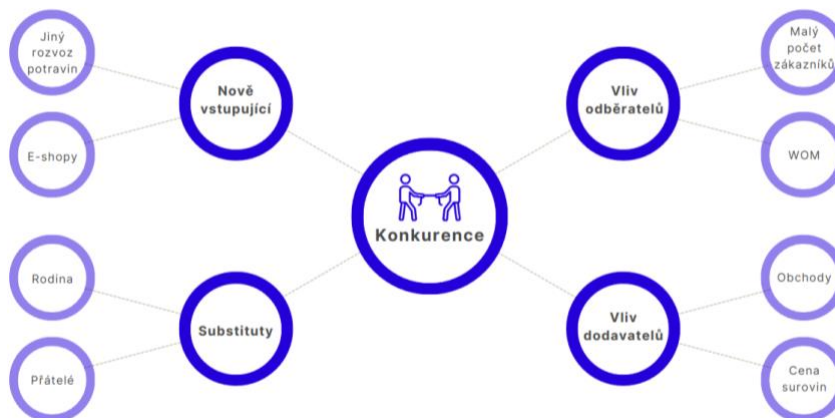 Jiný
rozvoz
potravin
E-shopy
Nově
vstupující
Rodina
Přátelé
Substituty
Konkurence
Vliv
odběratelů
Malý
počet
zákazníků
WOM
Vliv
dodavatelů
Obchody
Cena
surovin